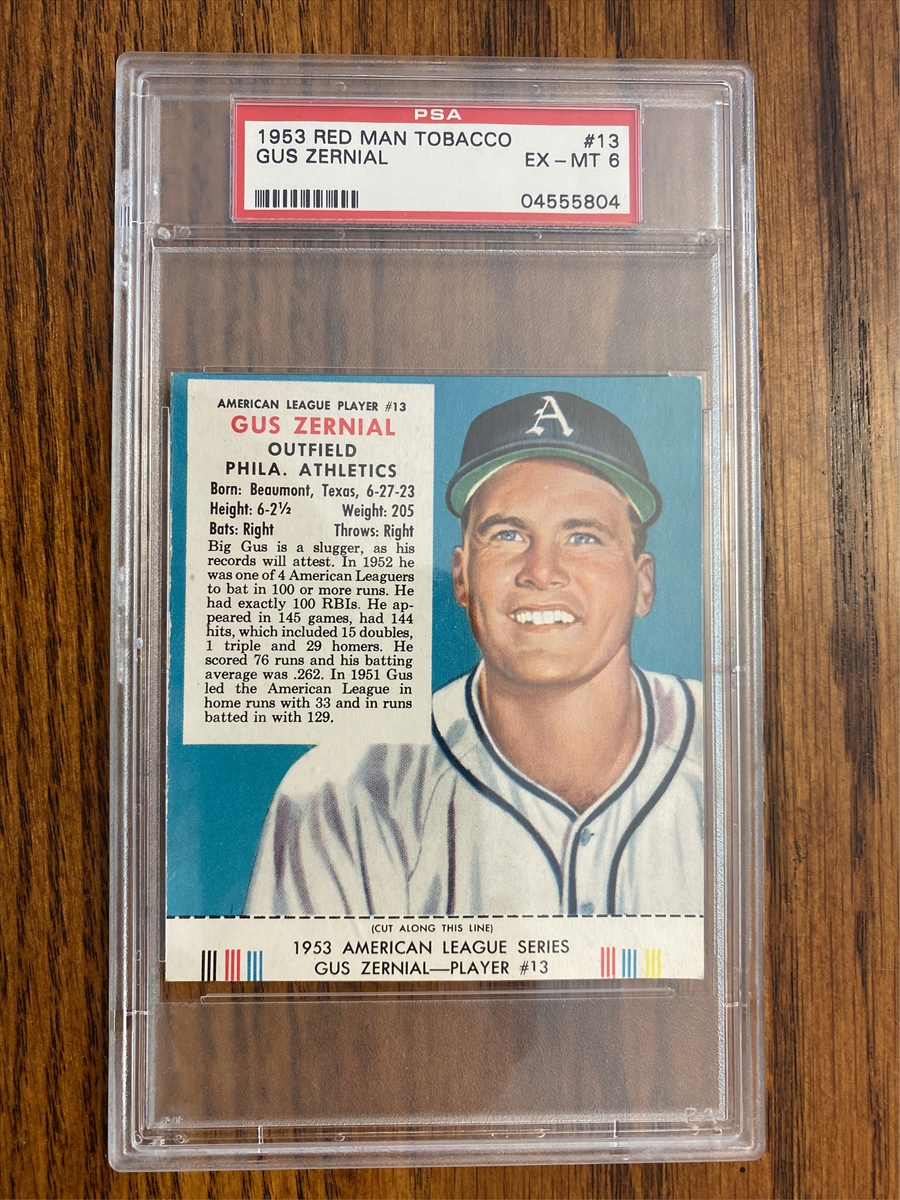 PSA
1953 RED MAN TOBACCO #13
GUS ZERNIAL EX-MT 6
04555804
AMERICAN LEAGUE PLAYER #13
GUS ZERNIAL
OUTFIELD
PHILA. ATHLETICS
Born: Beaumont, Texas, 6-27-23
Height: 6-2½ Weight: 205
Bats: Right Throws: Right
Big Gus is a slugger, as his
records will attest. In 1952 he
was one of 4 American Leaguers
to bat in 100 or more runs. He
had exactly 100 RBIs. He ap-
peared in 145 games, had 144
hits, which included 15 doubles,
1 triple and 29 homers. He
scored 76 runs and his batting
average was .262. In 1951 Gus
led the American League in
home runs with 33 and in runs
batted in with 129.
A
(CUT ALONG THIS LINE)
1953 AMERICAN LEAGUE SERIES
GUS ZERNIAL—PLAYER #13